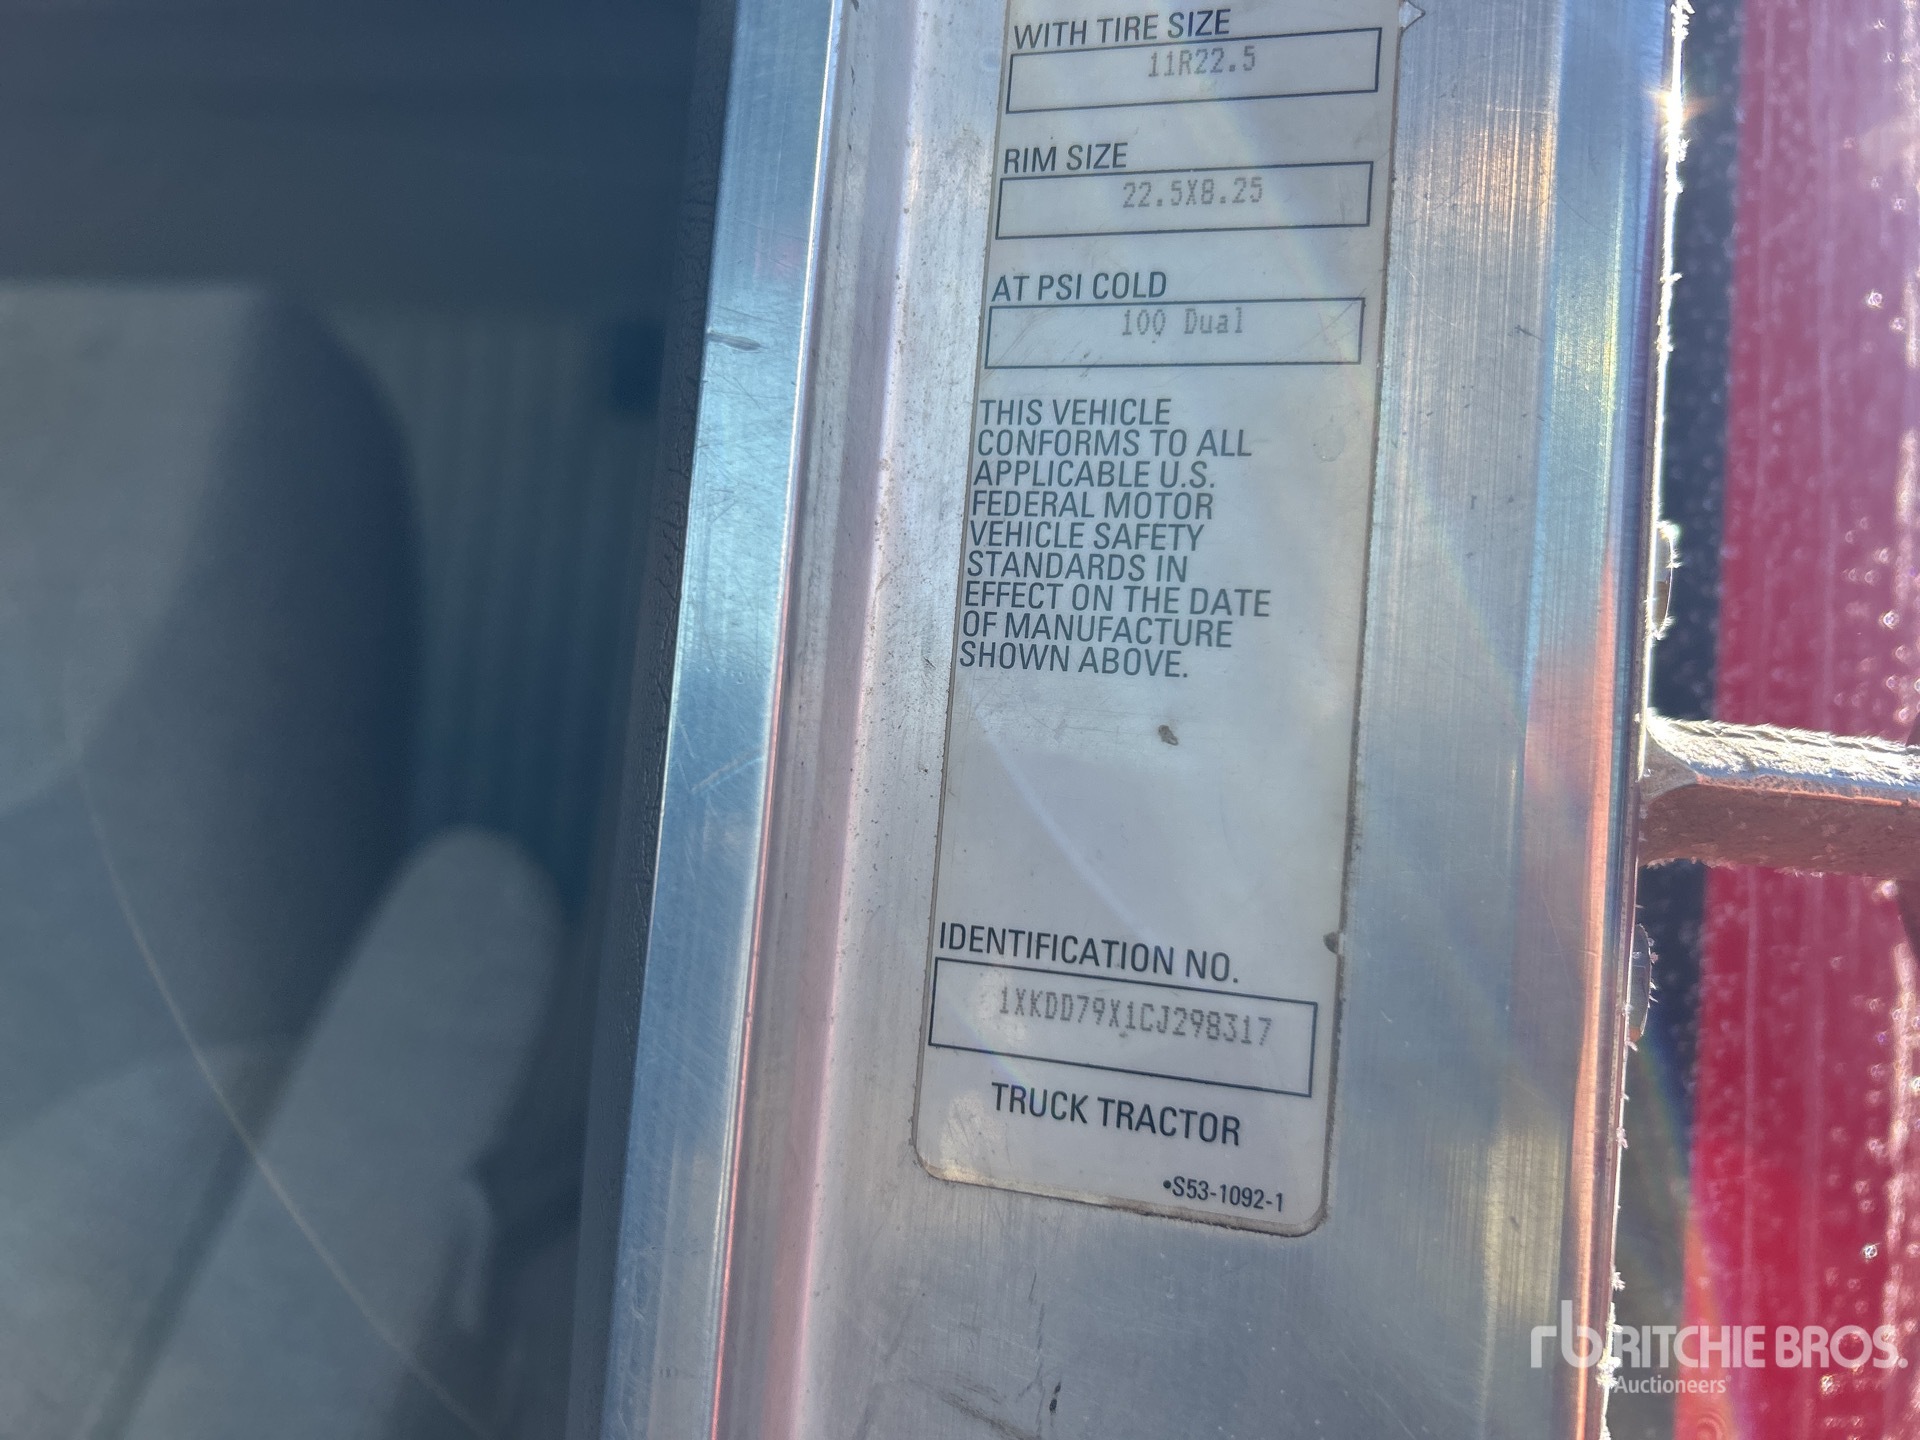 WITH TIRE SIZE
11R22.5
RIM SIZE
22.5X8.25
AT PSI COLD
100 Dual
THIS VEHICLE
CONFORMS TO ALL
APPLICABLE U.S.
FEDERAL MOTOR
VEHICLE SAFETY
STANDARDS IN
EFFECT ON THE DATE
OF MANUFACTURE
SHOWN ABOVE.
IDENTIFICATION NO.
1XKDD79X1CJ298317
TRUCK TRACTOR
•S53-1092-1
rb RITCHIE BROS.
Auctioneers